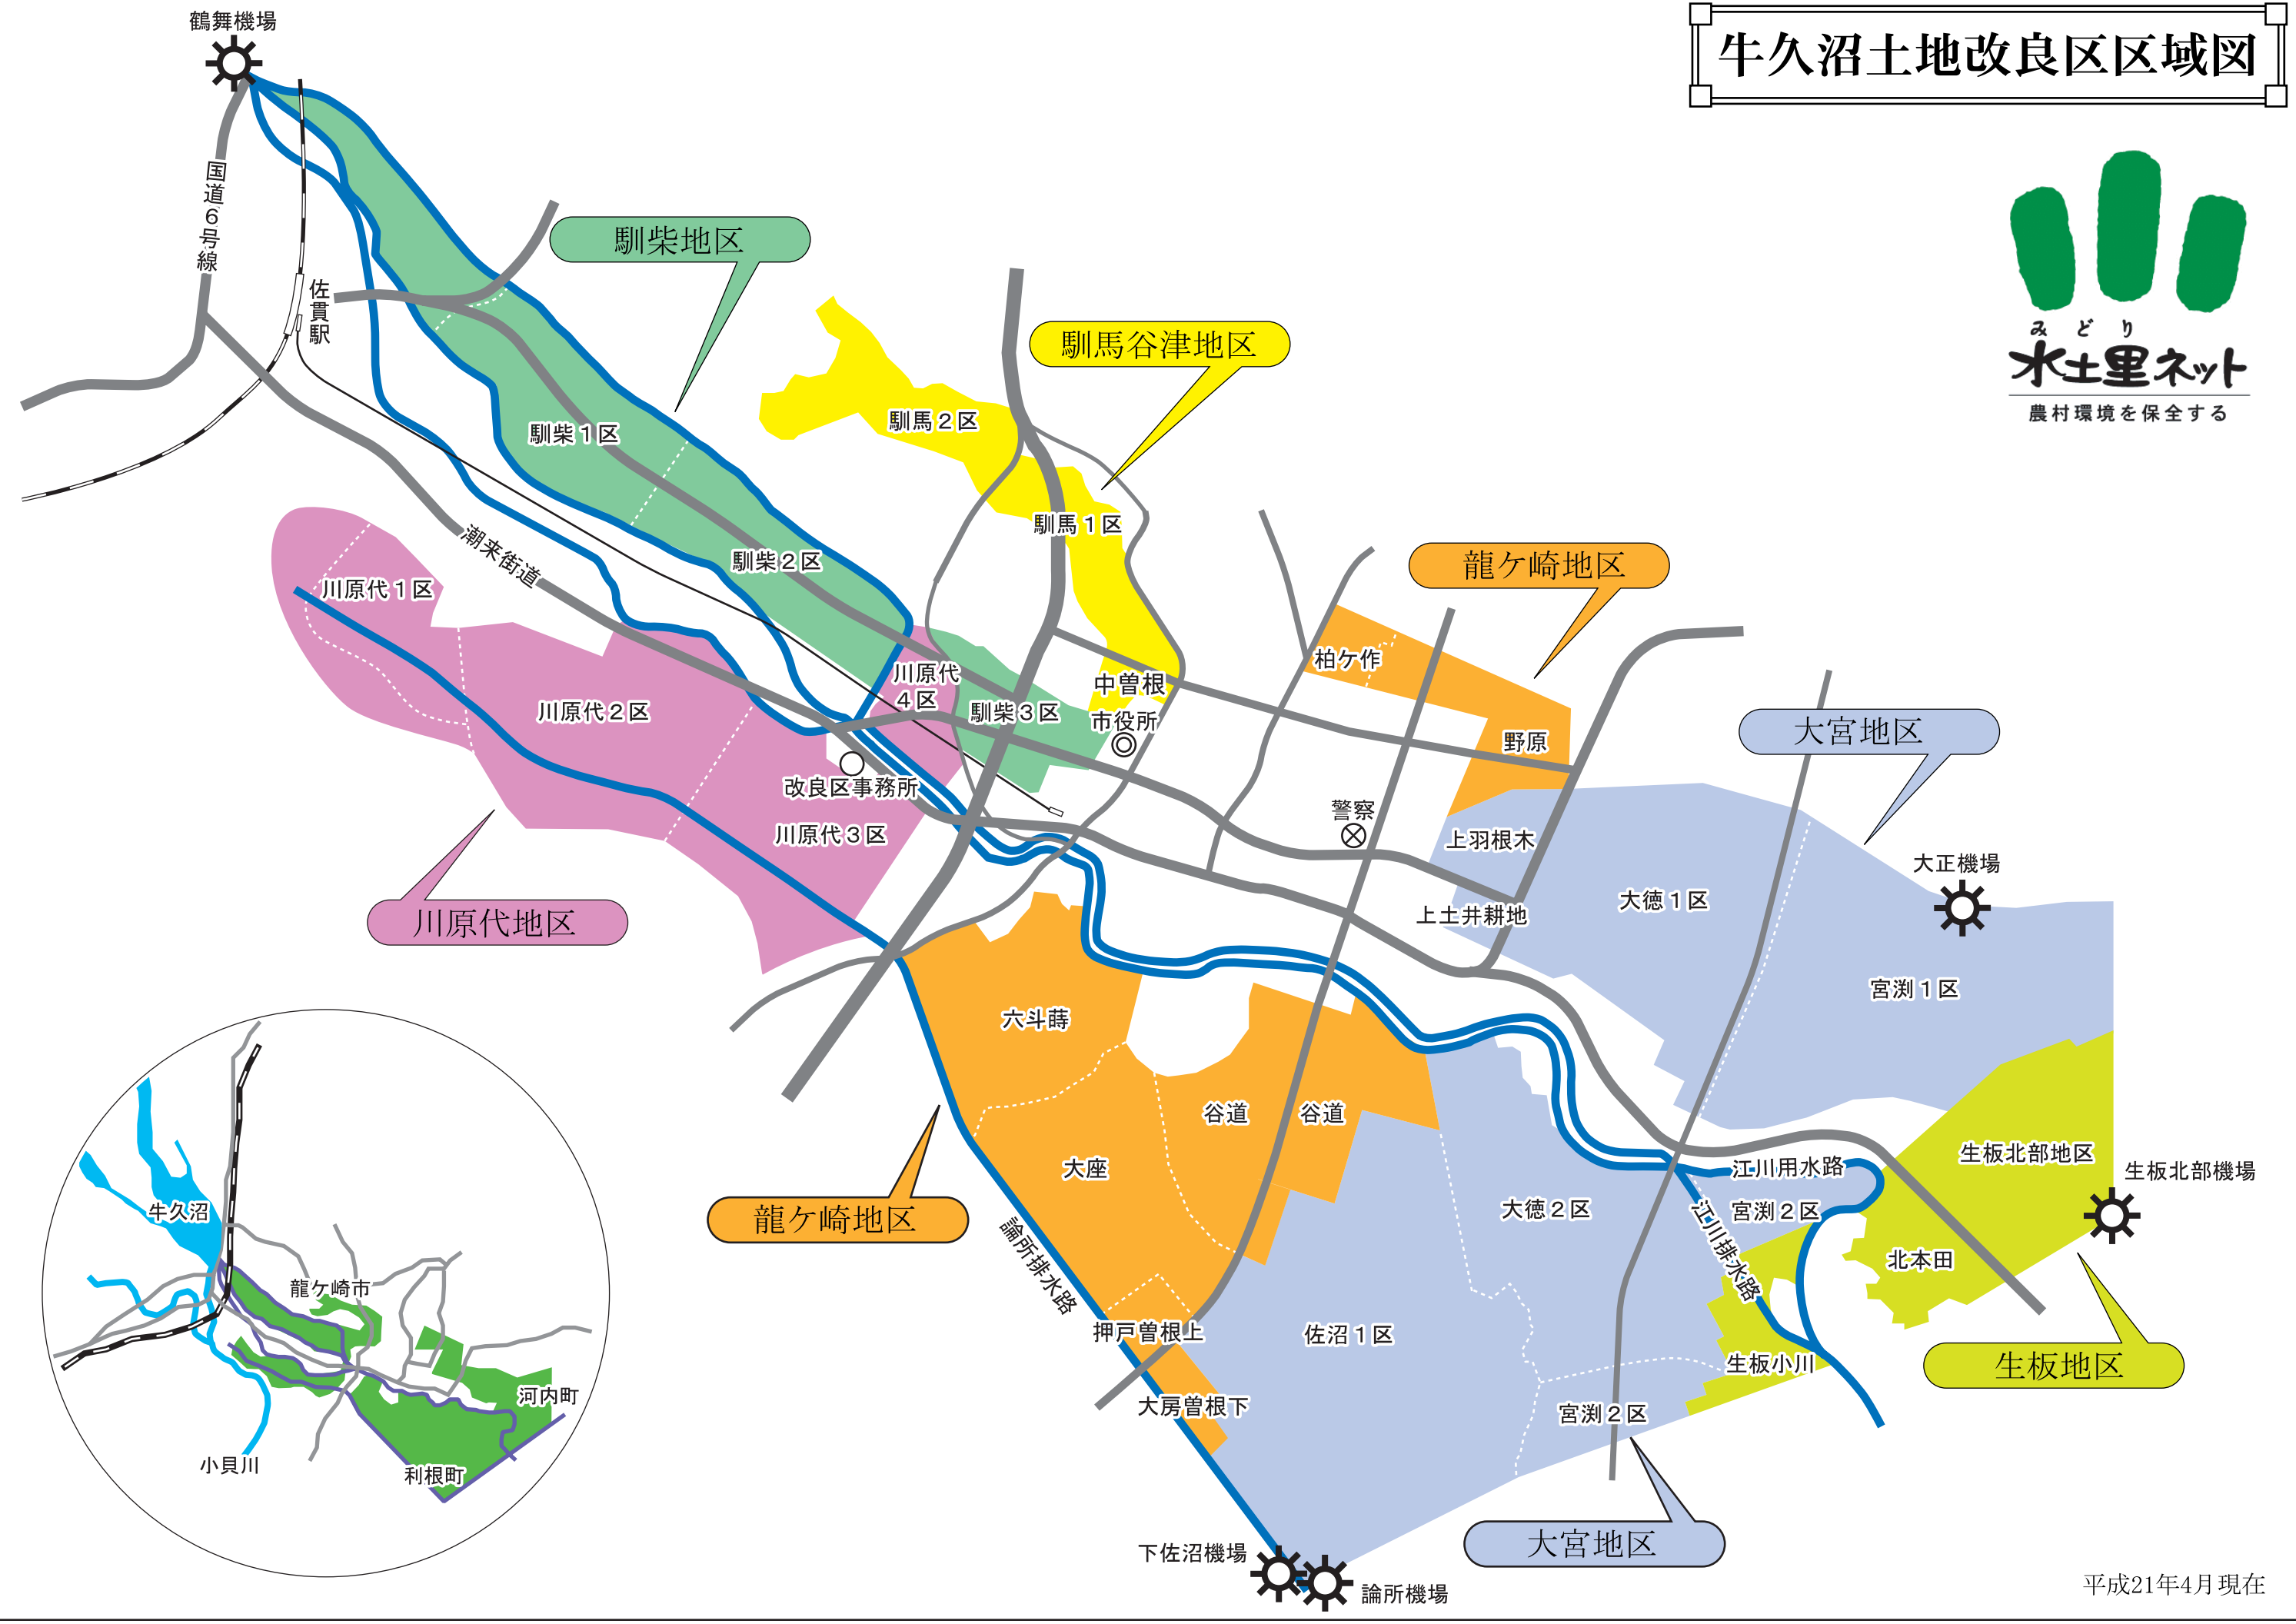 牛久沼土地改良区区域図
鶴舞機場
国道6号線
佐貫駅
馴柴地区
馴馬谷津地区
みどり
水土里ネット
農村環境を保全する
馴柴1区
馴馬2区
馴馬1区
馴柴2区
潮来街道
龍ケ崎地区
川原代1区
川原代2区
川原代
4区
馴柴3区
中曽根
市役所
柏ケ作
野原
大宮地区
改良区事務所
川原代3区
警察
上羽根木
大正機場
大徳1区
上土井耕地
川原代地区
宮渕1区
六斗蒔
谷道
谷道
大座
江川用水路
生板北部地区
生板北部機場
宮渕2区
江川排水路
大徳2区
北本田
龍ケ崎地区
論所排水路
押戸曽根上
佐沼1区
生板小川
生板地区
大房曽根下
宮渕2区
大宮地区
下佐沼機場
論所機場
牛久沼
龍ケ崎市
河内町
小貝川
利根町
平成21年4月現在